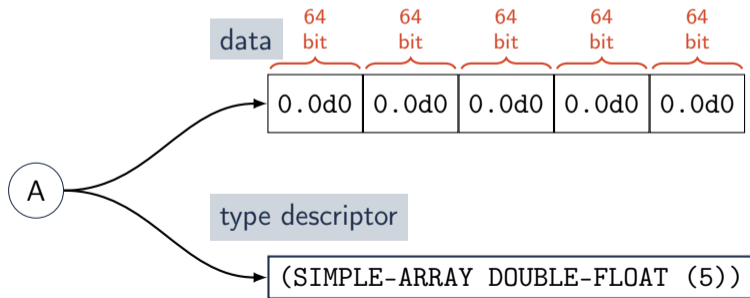 64 64 64 64 64
data bit bit bit bit bit
0.0d0 0.0d0 0.0d0 0.0d0 0.0d0
A
type descriptor
(SIMPLE-ARRAY DOUBLE-FLOAT (5))